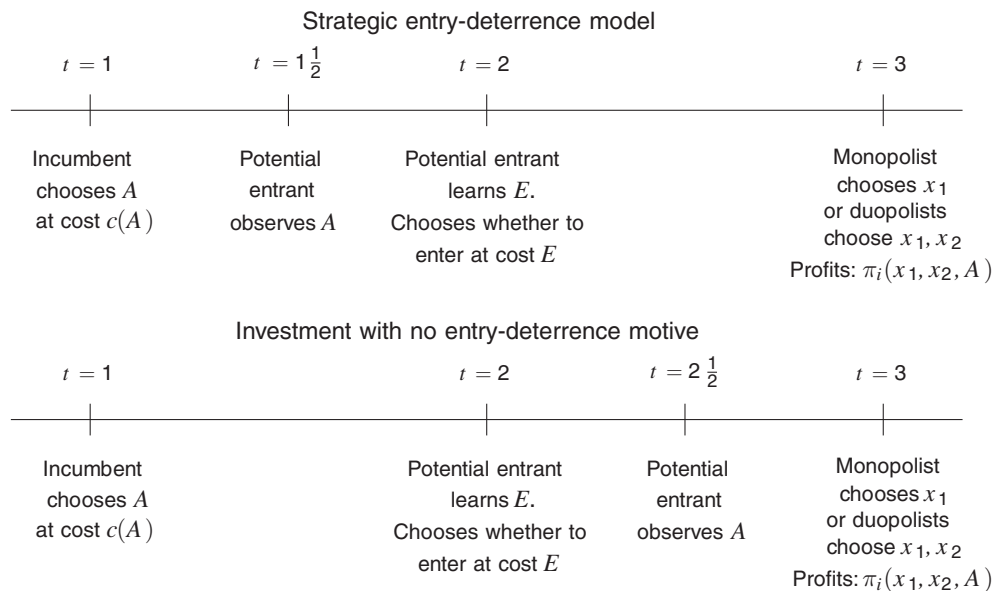 Strategic entry-deterrence model
t = 1
t = 1 1/2
t = 2
t = 3
Incumbent
chooses A
at cost c(A)
Potential
entrant
observes A
Potential entrant
learns E.
Chooses whether to
enter at cost E
Monopolist
chooses x₁
or duopolists
choose x₁, x₂
Profits: πᵢ(x₁, x₂, A)
Investment with no entry-deterrence motive
t = 1
t = 2
t = 2 1/2
t = 3
Incumbent
chooses A
at cost c(A)
Potential entrant
learns E.
Chooses whether to
enter at cost E
Potential
entrant
observes A
Monopolist
chooses x₁
or duopolists
choose x₁, x₂
Profits: πᵢ(x₁, x₂, A)